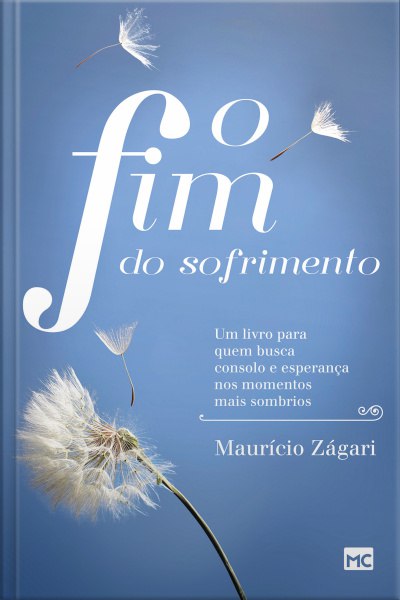 O
fim
do sofrimento
Um livro para
quem busca
consolo e esperança
nos momentos
mais sombrios
Maurício Zágari
MC